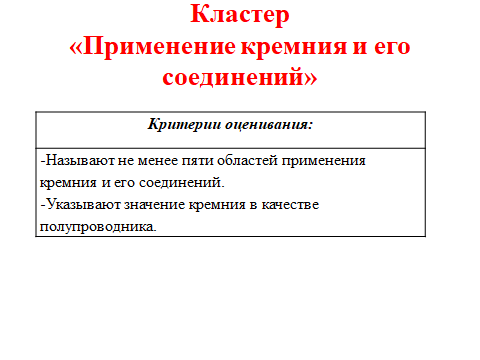 Кластер
«Применение кремния и его
соединений»
Критерии оценивания:
-Называют не менее пяти областей применения
кремния и его соединений.
-Указывают значение кремния в качестве
полупроводника.